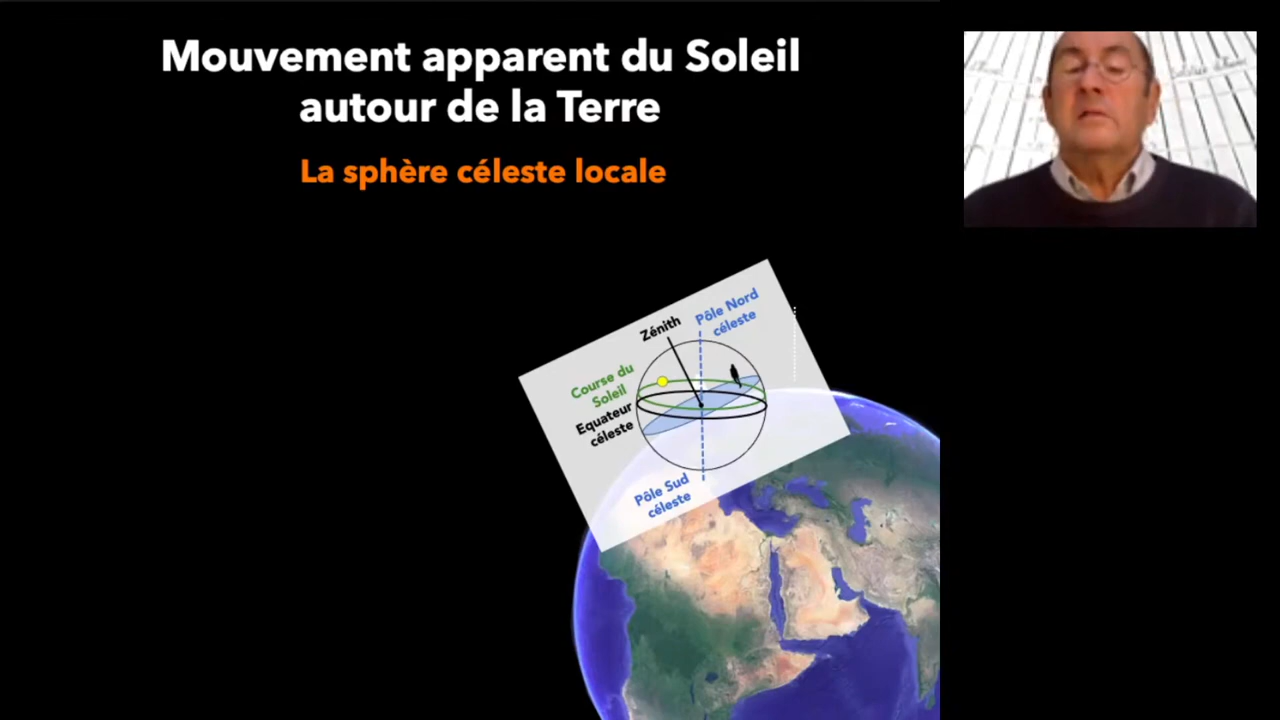 Mouvement apparent du Soleil
autour de la Terre
La sphère céleste locale
Zénith
Pôle Nord
céleste
Course du
Soleil
Equateur
céleste
Pôle Sud
céleste